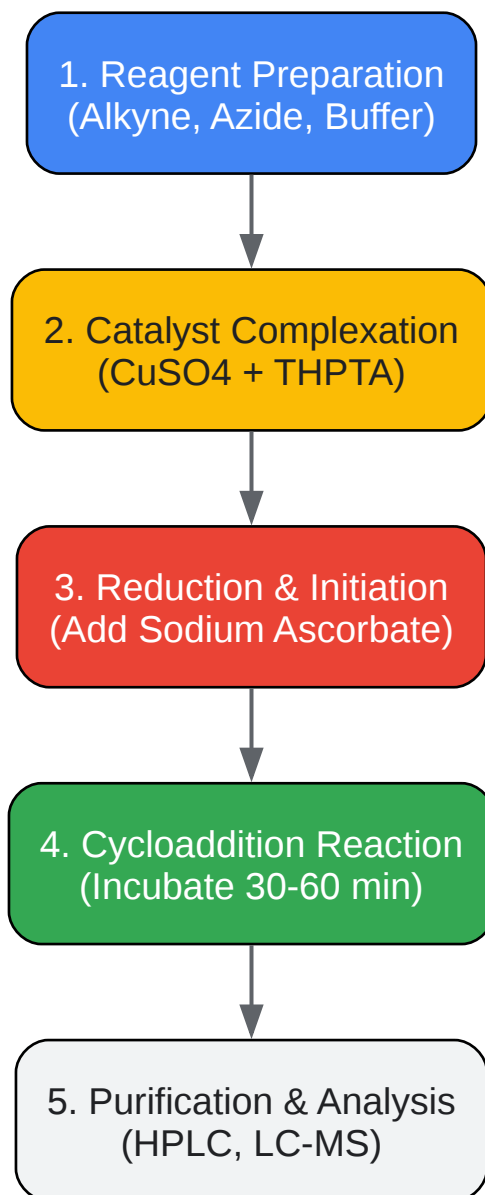 1. Reagent Preparation
(Alkyne, Azide, Buffer)
2. Catalyst Complexation
(CuSO4 + THPTA)
3. Reduction & Initiation
(Add Sodium Ascorbate)
4. Cycloaddition Reaction
(Incubate 30-60 min)
5. Purification & Analysis
(HPLC, LC-MS)